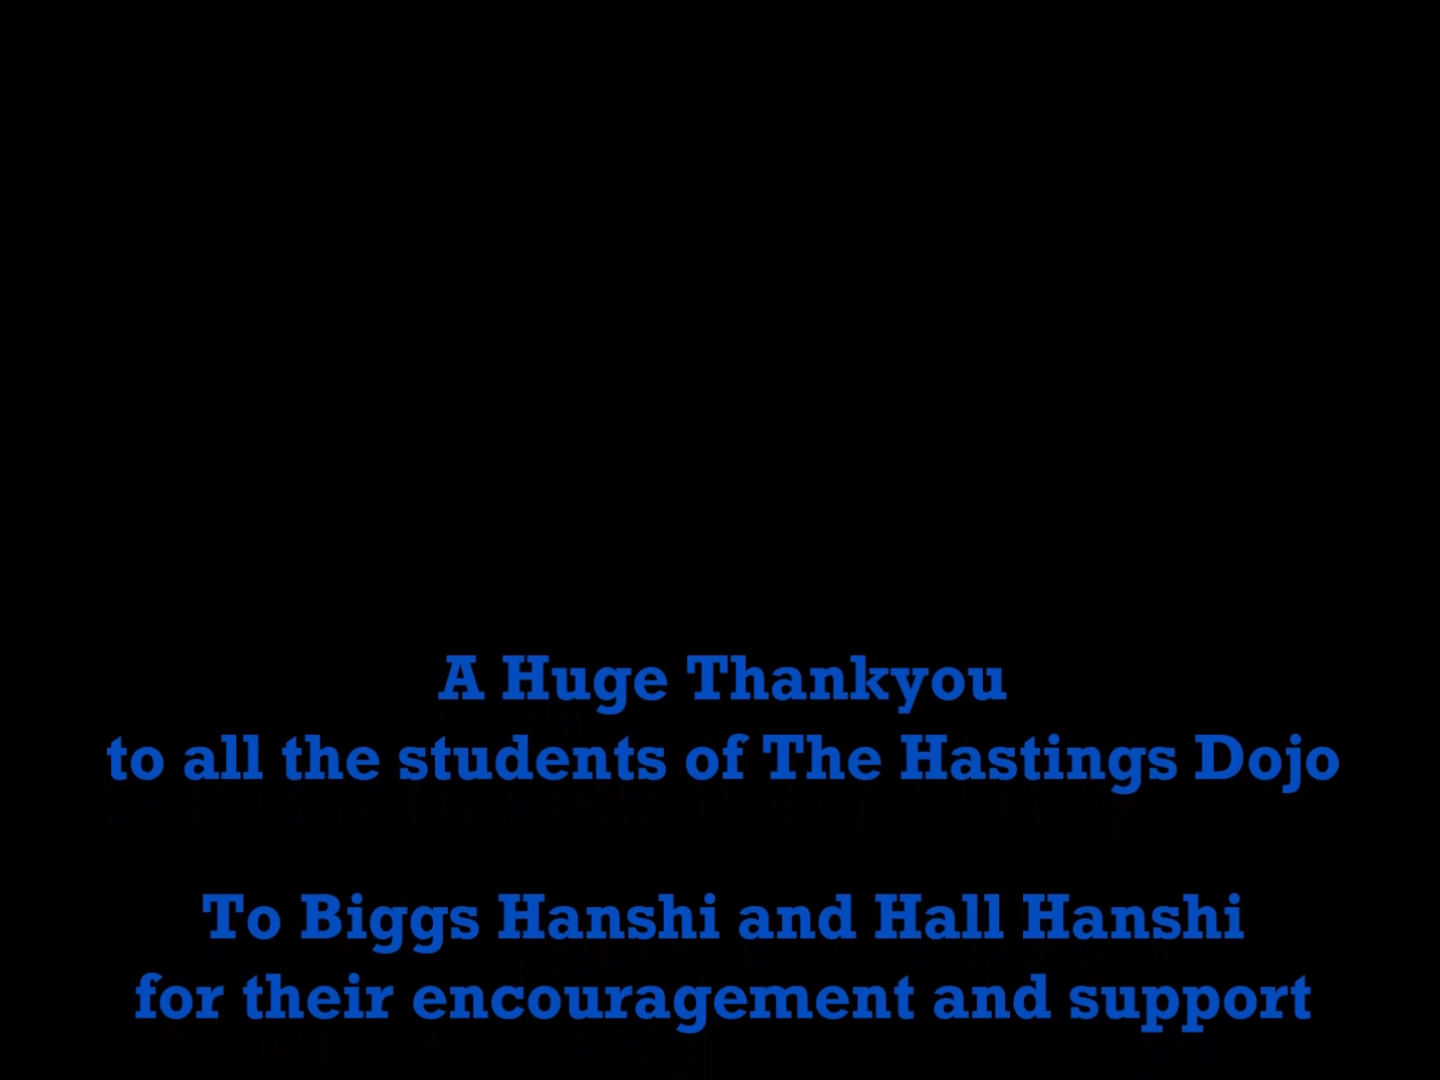 A Huge Thankyou
to all the students of The Hastings Dojo
To Biggs Hanshi and Hall Hanshi
for their encouragement and support